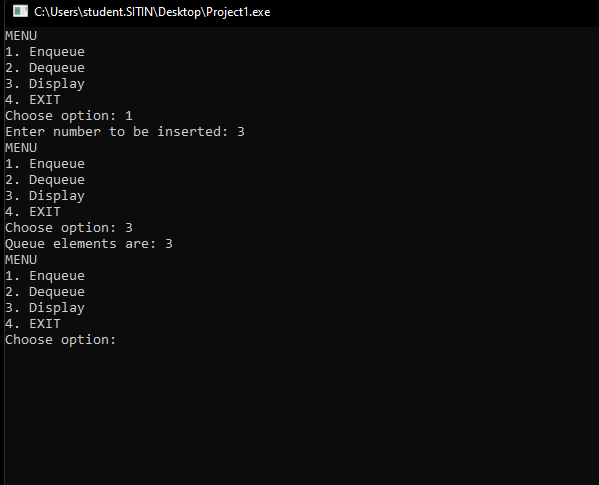 C:\Users\student.SITIN\Desktop\Project1.exe
MENU
1. Enqueue
2. Dequeue
3. Display
4. EXIT
Choose option: 1
Enter number to be inserted: 3
MENU
1. Enqueue
2. Dequeue
3. Display
4. EXIT
Choose option: 3
Queue elements are: 3
MENU
1. Enqueue
2. Dequeue
3. Display
4. EXIT
Choose option: